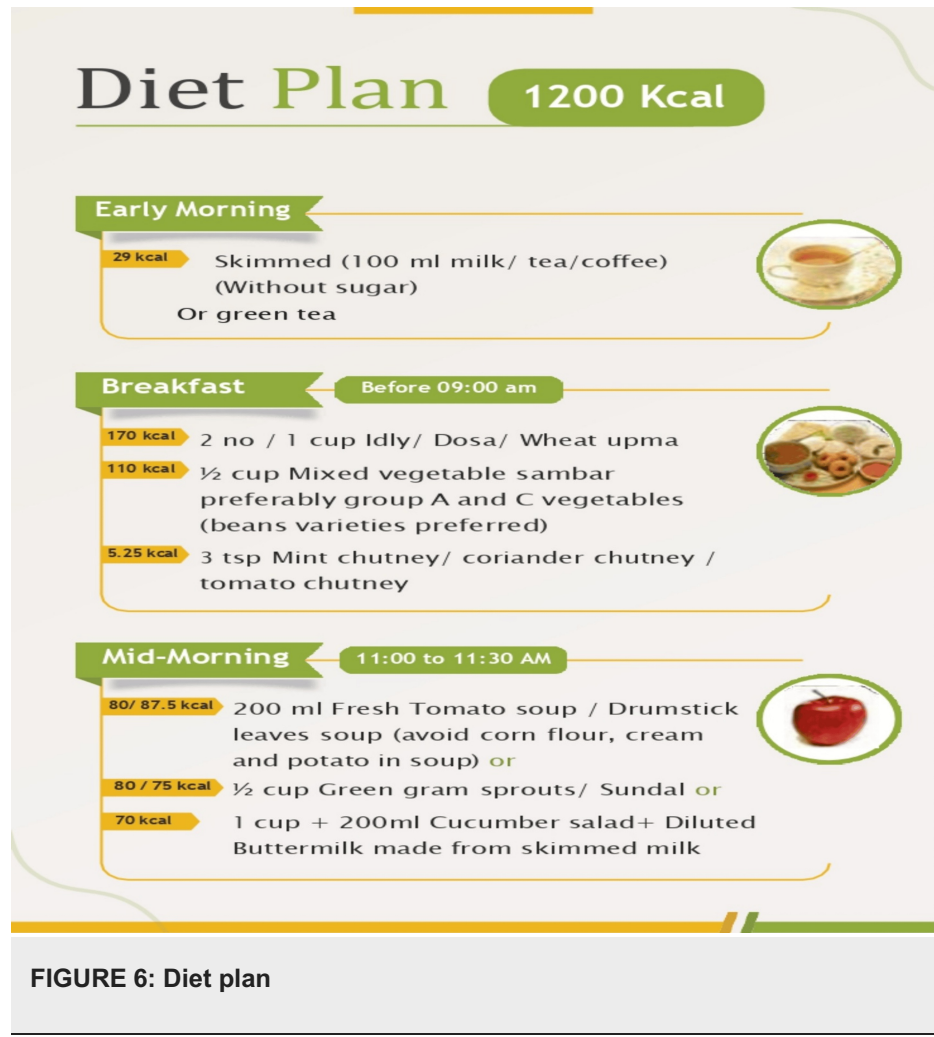 Diet Plan 1200 Kcal
Early Morning
29 kcal Skimmed (100 ml milk/ tea/coffee)
(Without sugar)
Or green tea
Breakfast Before 09:00 am
170 kcal 2 no / 1 cup Idly/ Dosa/ Wheat upma
110 kcal ½ cup Mixed vegetable sambar
preferably group A and C vegetables
(beans varieties preferred)
5.25 kcal 3 tsp Mint chutney/ coriander chutney /
tomato chutney
Mid-Morning 11:00 to 11:30 AM
80/ 87.5 kcal 200 ml Fresh Tomato soup / Drumstick
leaves soup (avoid corn flour, cream
and potato in soup) or
80 / 75 kcal ½ cup Green gram sprouts/ Sundal or
70 kcal 1 cup + 200ml Cucumber salad+ Diluted
Buttermilk made from skimmed milk
FIGURE 6: Diet plan